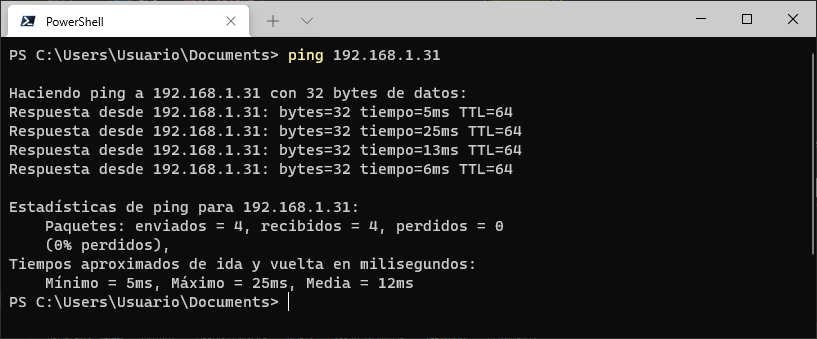 PowerShell
PS C:\Users\Usuario\Documents> ping 192.168.1.31
Haciendo ping a 192.168.1.31 con 32 bytes de datos:
Respuesta desde 192.168.1.31: bytes=32 tiempo=5ms TTL=64
Respuesta desde 192.168.1.31: bytes=32 tiempo=25ms TTL=64
Respuesta desde 192.168.1.31: bytes=32 tiempo=13ms TTL=64
Respuesta desde 192.168.1.31: bytes=32 tiempo=6ms TTL=64
Estadísticas de ping para 192.168.1.31:
    Paquetes: enviados = 4, recibidos = 4, perdidos = 0
    (0% perdidos),
Tiempos aproximados de ida y vuelta en milisegundos:
    Mínimo = 5ms, Máximo = 25ms, Media = 12ms
PS C:\Users\Usuario\Documents>